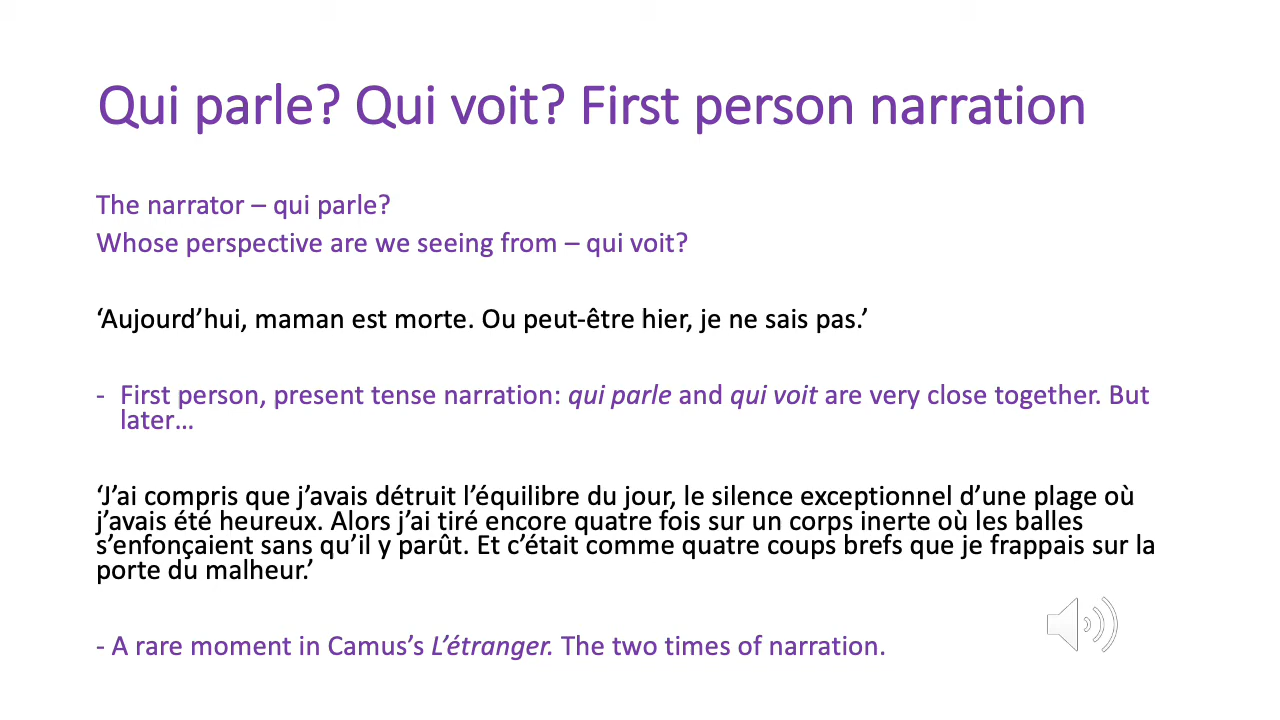 Qui parle? Qui voit? First person narration
The narrator – qui parle?
Whose perspective are we seeing from – qui voit?
‘Aujourd’hui, maman est morte. Ou peut-être hier, je ne sais pas.’
- First person, present tense narration: qui parle and qui voit are very close together. But
later…
‘J’ai compris que j’avais détruit l’équilibre du jour, le silence exceptionnel d’une plage où
j’avais été heureux. Alors j’ai tiré encore quatre fois sur un corps inerte où les balles
s’enfonçaient sans qu’il y parût. Et c’était comme quatre coups brefs que je frappais sur la
porte du malheur.’
- A rare moment in Camus’s L’étranger. The two times of narration.